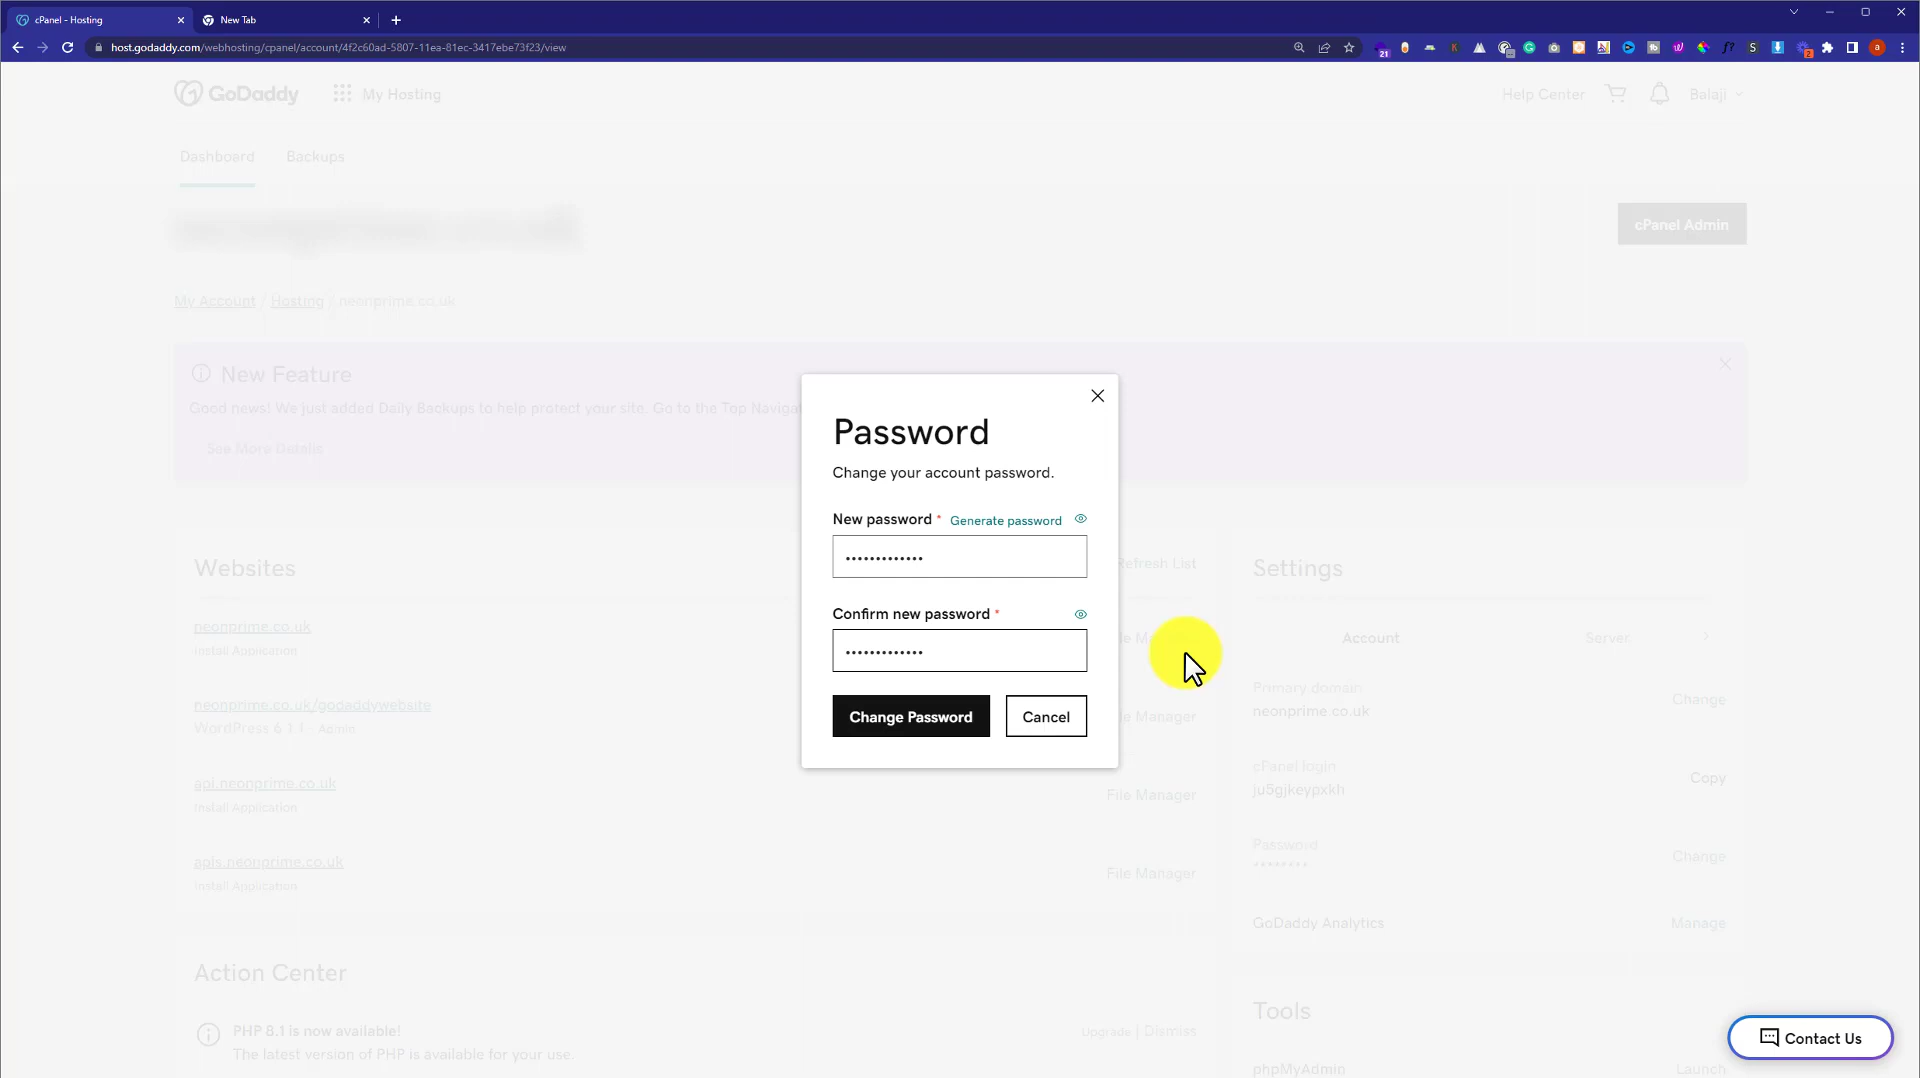 cPanel - Hosting
New Tab
host.godaddy.com/webhosting/cpanel/account/4f2c60ad-5807-11ea-81ec-3417ebe73f23/view
GoDaddy
My Hosting
Help Center
Balaji
Dashboard
Backups
cPanel Admin
My Account / Hosting / neonprime.co.uk
New Feature
Good news! We just added Daily Backups to help protect your site. Go to the Top Navigat
See More Details
Password
Change your account password.
New password * Generate password
•••••••••••••
Confirm new password *
•••••••••••••
Change Password
Cancel
Websites
Refresh List
neonprime.co.uk
Install Application
neonprime.co.uk/godaddywebsite
WordPress 6.1.1 - Admin
le Manager
api.neonprime.co.uk
Install Application
File Manager
apis.neonprime.co.uk
Install Application
File Manager
Settings
Account
Server
Primary domain
neonprime.co.uk
Change
cPanel login
ju5gjkeypxkh
Copy
Password
••••••••
Change
GoDaddy Analytics
Manage
Action Center
PHP 8.1 is now available!
The latest version of PHP is available for your use.
Upgrade | Dismiss
Tools
phpMyAdmin
Launch
Contact Us